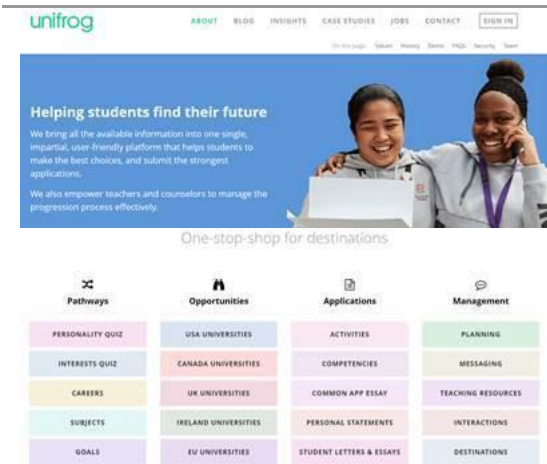 unifrog
ABOUT BLOG INSIGHTS CASE STUDIES JOBS CONTACT SIGN IN
On this page: Values History Demo FAQs Security Team
Helping students find their future
We bring all the available information into one single,
impartial, user-friendly platform that helps students to
make the best choices, and submit the strongest
applications.
We also empower teachers and counselors to manage the
progression process effectively.
One-stop-shop for destinations
Pathways Opportunities Applications Management
PERSONALITY QUIZ USA UNIVERSITIES ACTIVITIES PLANNING
INTERESTS QUIZ CANADA UNIVERSITIES COMPETENCIES MESSAGING
CAREERS UK UNIVERSITIES COMMON APP ESSAY TEACHING RESOURCES
SUBJECTS IRELAND UNIVERSITIES PERSONAL STATEMENTS INTERACTIONS
GOALS EU UNIVERSITIES STUDENT LETTERS & ESSAYS DESTINATIONS